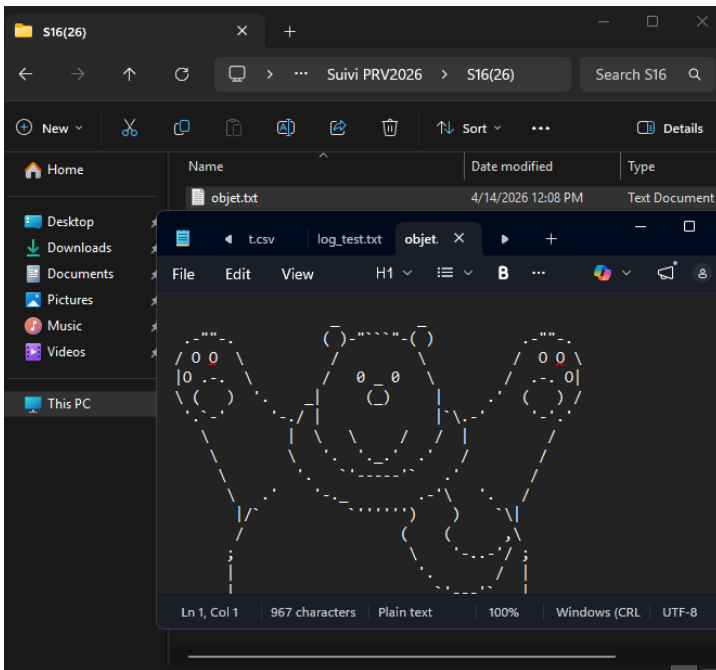 S16(26)
Suivi PRV2026 > S16(26)
Search S16
New
Sort
Details
Home
Name
Date modified
Type
objet.txt
4/14/2026 12:08 PM
Text Document
Desktop
Downloads
Documents
Pictures
Music
Videos
This PC
t.csv
log_test.txt
objet.
File
Edit
View
H1
B
Ln 1, Col 1
967 characters
Plain text
100%
Windows (CRL
UTF-8